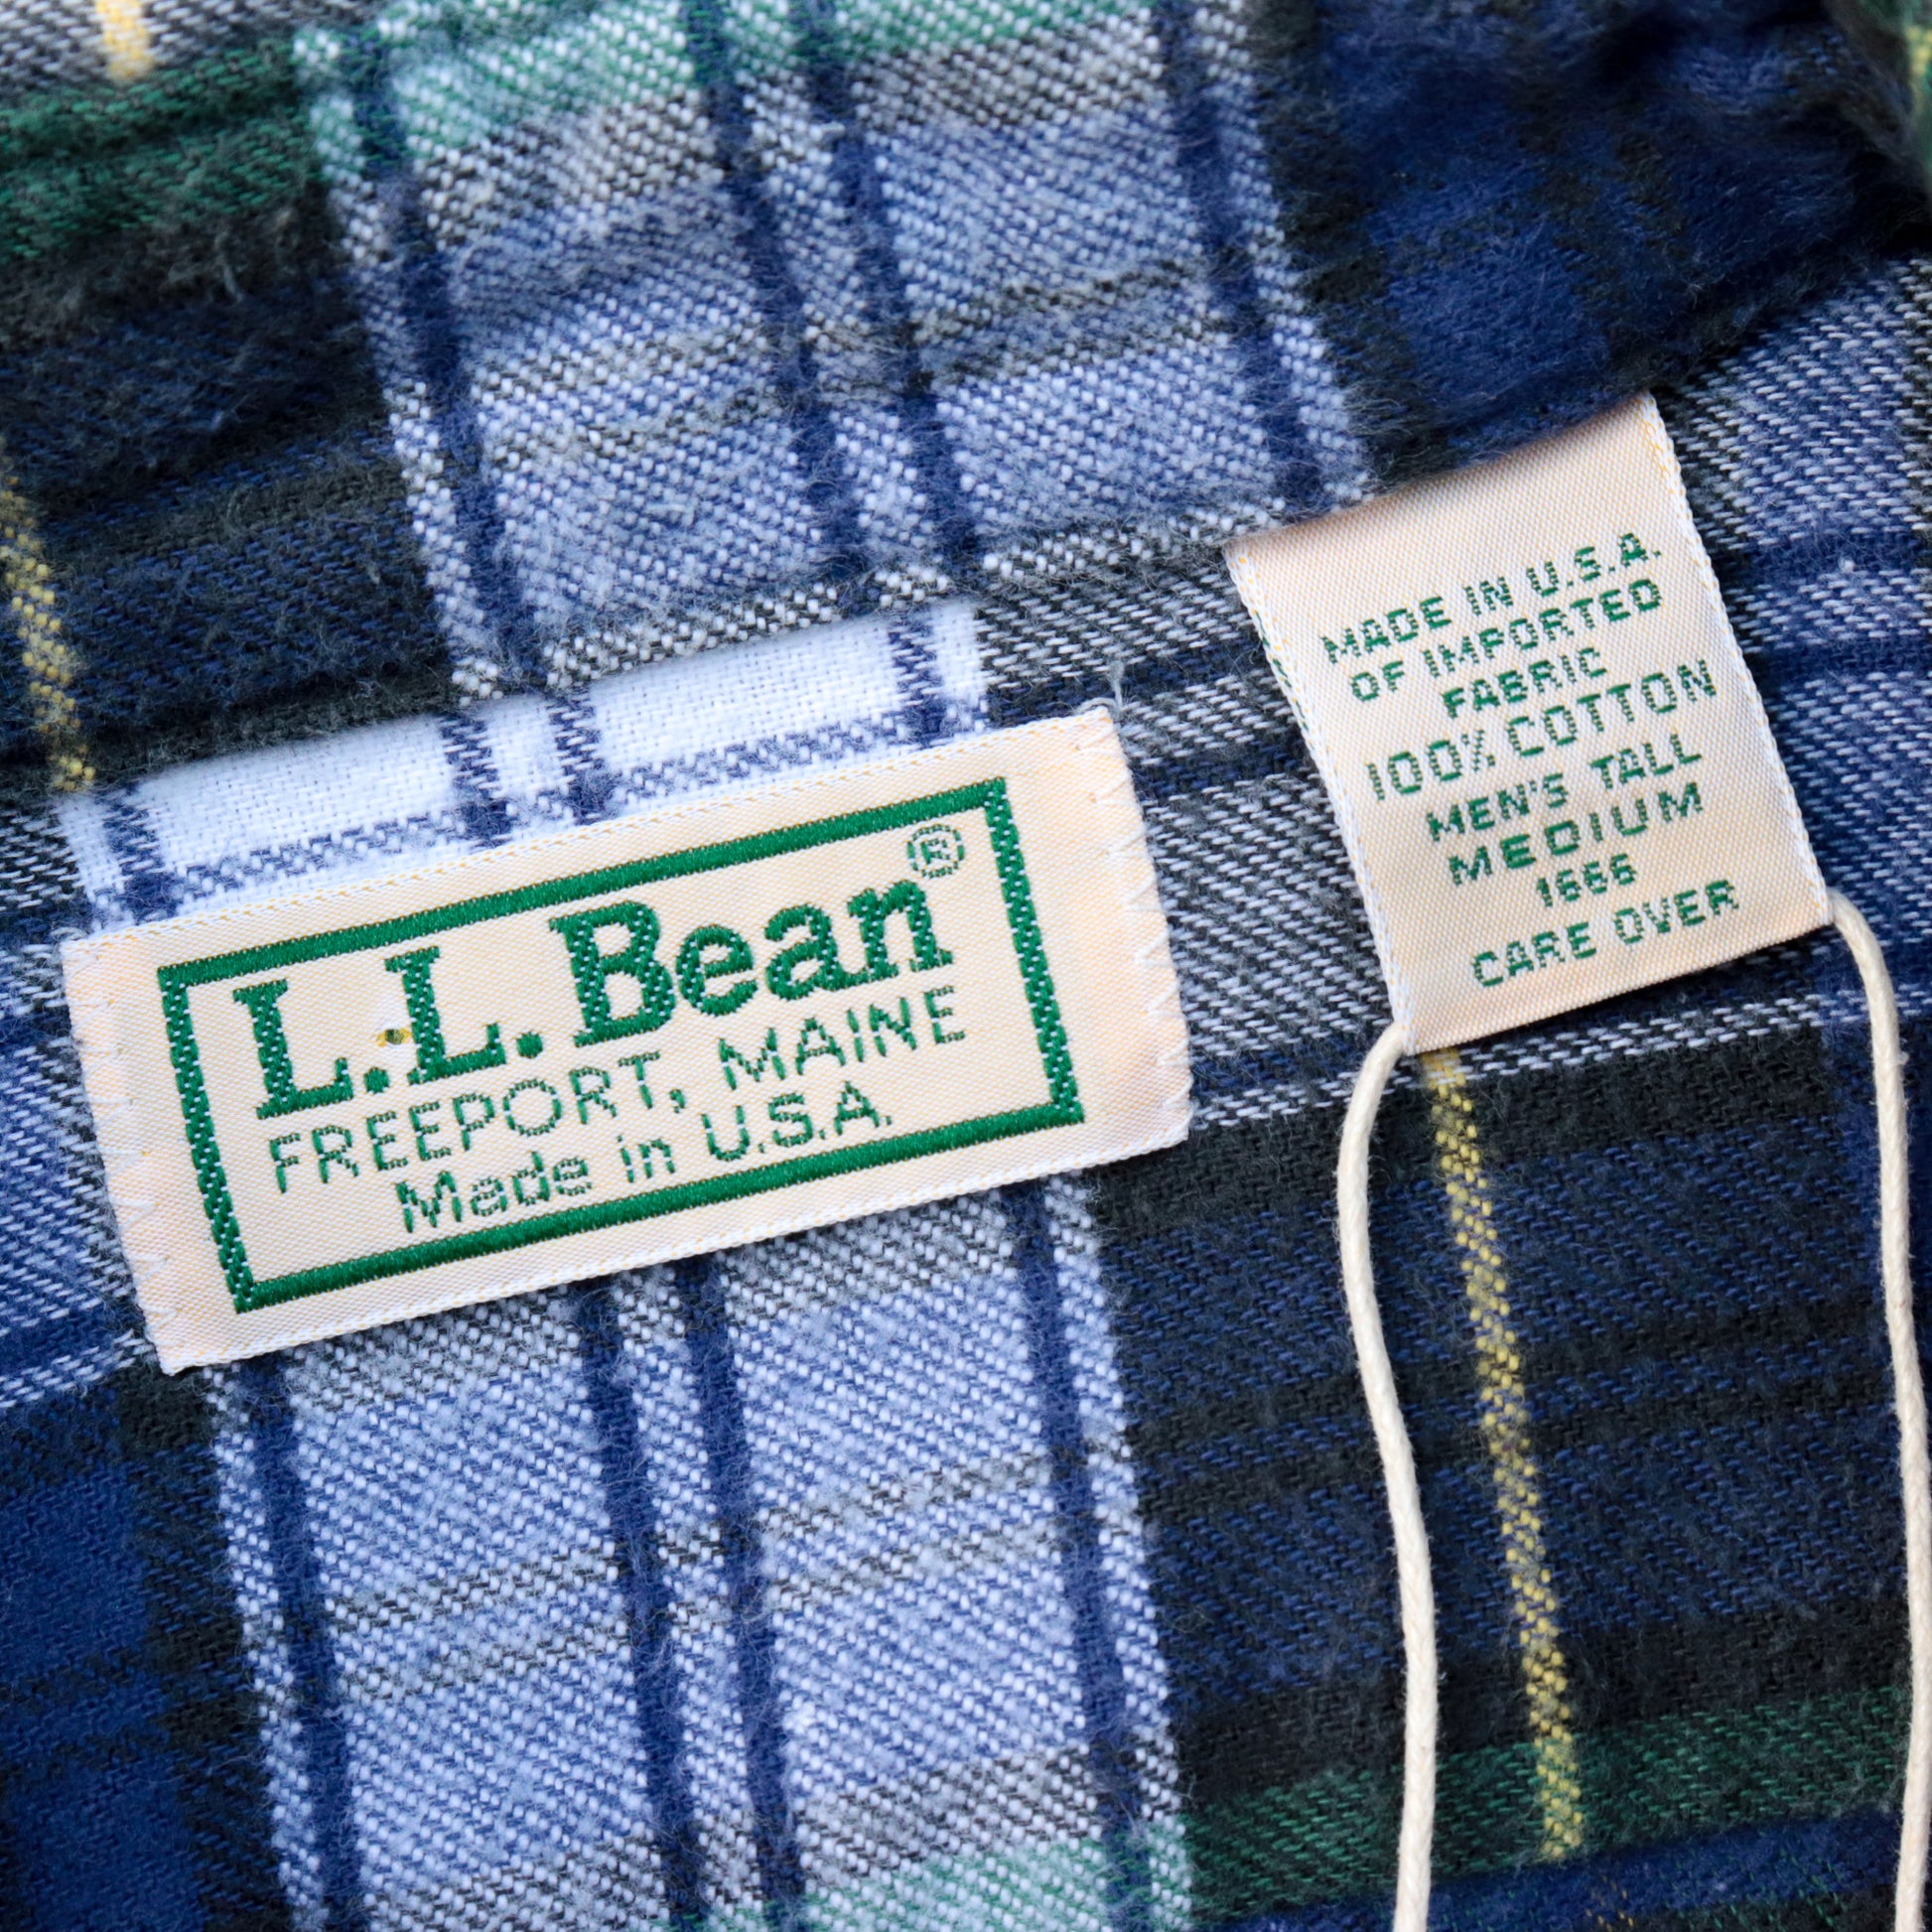 L.L.Bean®
FREEPORT, MAINE
Made in U.S.A.
MADE IN U.S.A.
OF IMPORTED
FABRIC
100% COTTON
MEN'S TALL
MEDIUM
1666
CARE OVER